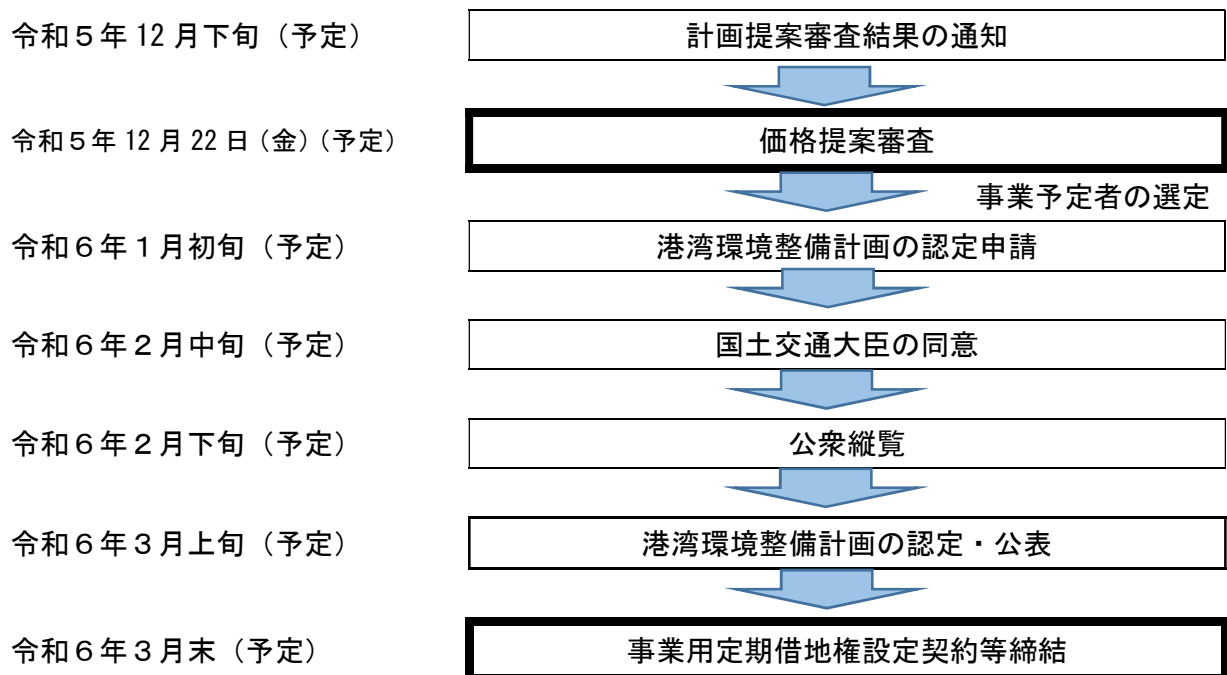 令和５年 12 月下旬（予定） 計画提案審査結果の通知
令和５年 12 月 22 日（金）（予定） 価格提案審査
事業予定者の選定
令和６年１月初旬（予定） 港湾環境整備計画の認定申請
令和６年２月中旬（予定） 国土交通大臣の同意
令和６年２月下旬（予定） 公衆縦覧
令和６年３月上旬（予定） 港湾環境整備計画の認定・公表
令和６年３月末（予定） 事業用定期借地権設定契約等締結